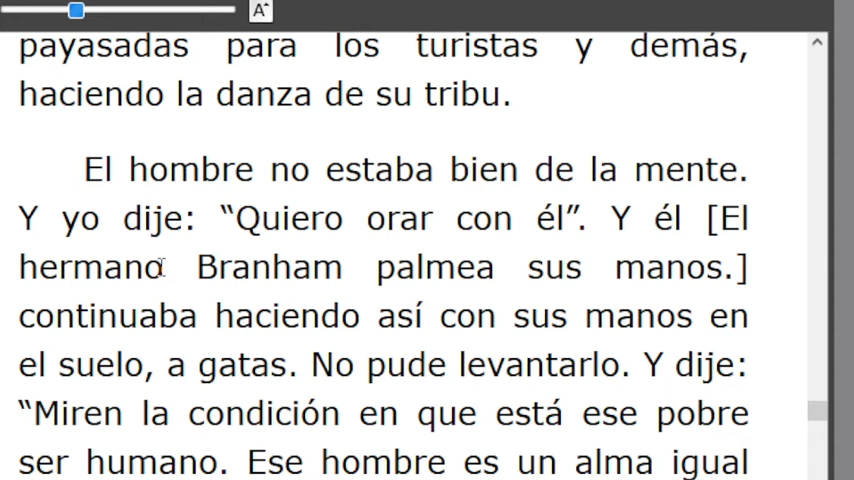 A
payasadas para los turistas y demás,
haciendo la danza de su tribu.
El hombre no estaba bien de la mente.
Y yo dije: “Quiero orar con él”. Y él [El
hermano Branham palmea sus manos.]
continuaba haciendo así con sus manos en
el suelo, a gatas. No pude levantarlo. Y dije:
“Miren la condición en que está ese pobre
ser humano. Ese hombre es un alma igual